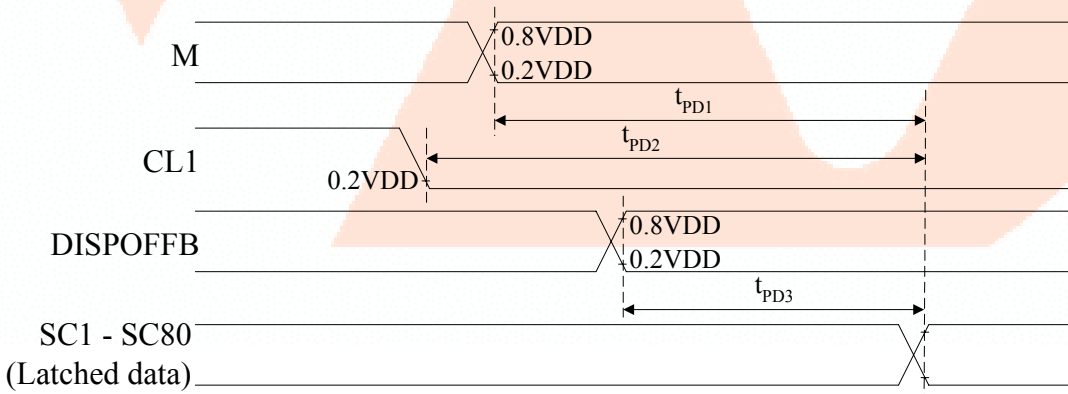 M
0.8VDD
0.2VDD
tPD1
CL1
tPD2
0.2VDD
DISPOFFB
0.8VDD
0.2VDD
tPD3
SC1 - SC80
(Latched data)